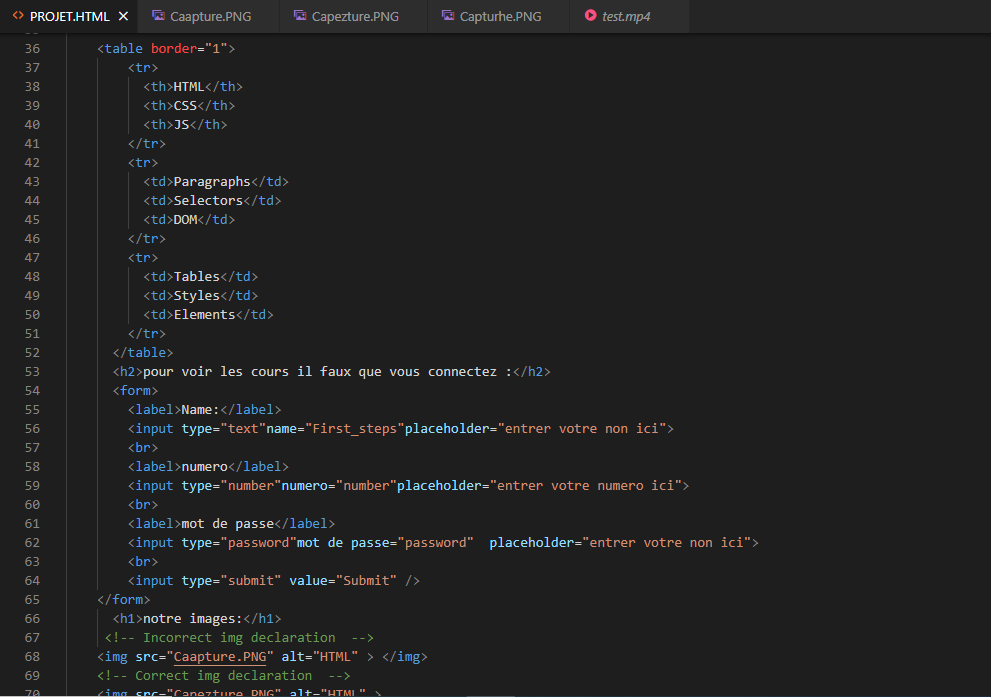 <> PROJET.HTML × Caapture.PNG Capezture.PNG Capturhe.PNG test.mp4
36 <table border="1">
37 <tr>
38 <th>HTML</th>
39 <th>CSS</th>
40 <th>JS</th>
41 </tr>
42 <tr>
43 <td>Paragraphs</td>
44 <td>Selectors</td>
45 <td>DOM</td>
46 </tr>
47 <tr>
48 <td>Tables</td>
49 <td>Styles</td>
50 <td>Elements</td>
51 </tr>
52 </table>
53 <h2>pour voir les cours il faux que vous connectez :</h2>
54 <form>
55 <label>Name:</label>
56 <input type="text"name="First_steps"placeholder="entrer votre non ici">
57 <br>
58 <label>numero</label>
59 <input type="number"numero="number"placeholder="entrer votre numero ici">
60 <br>
61 <label>mot de passe</label>
62 <input type="password"mot de passe="password"  placeholder="entrer votre non ici">
63 <br>
64 <input type="submit" value="Submit" />
65 </form>
66 <h1>notre images:</h1>
67 <!-- Incorrect img declaration  -->
68 <img src="Caapture.PNG" alt="HTML" > </img>
69 <!-- Correct img declaration  -->
70 <img src="Capezture.PNG" alt="HTML" >